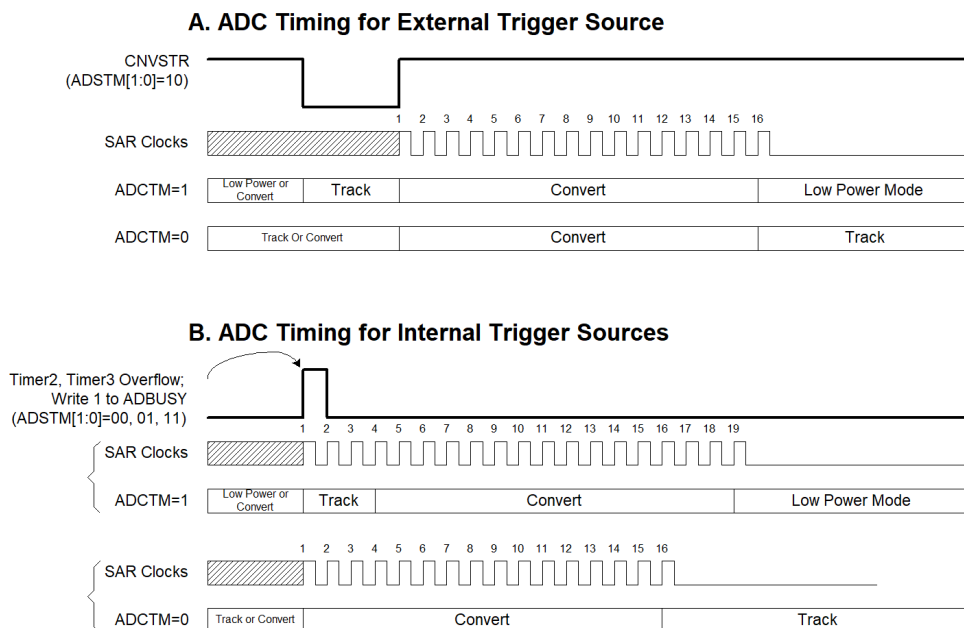 A. ADC Timing for External Trigger Source
CNVSTR
(ADSTM[1:0]=10)
1 2 3 4 5 6 7 8 9 10 11 12 13 14 15 16
SAR Clocks
ADCTM=1 Low Power or Convert Track Convert Low Power Mode
ADCTM=0 Track Or Convert Convert Track
B. ADC Timing for Internal Trigger Sources
Timer2, Timer3 Overflow;
Write 1 to ADBUSY
(ADSTM[1:0]=00, 01, 11)
1 2 3 4 5 6 7 8 9 10 11 12 13 14 15 16 17 18 19
SAR Clocks
ADCTM=1 Low Power or Convert Track Convert Low Power Mode
1 2 3 4 5 6 7 8 9 10 11 12 13 14 15 16
SAR Clocks
ADCTM=0 Track or Convert Convert Track